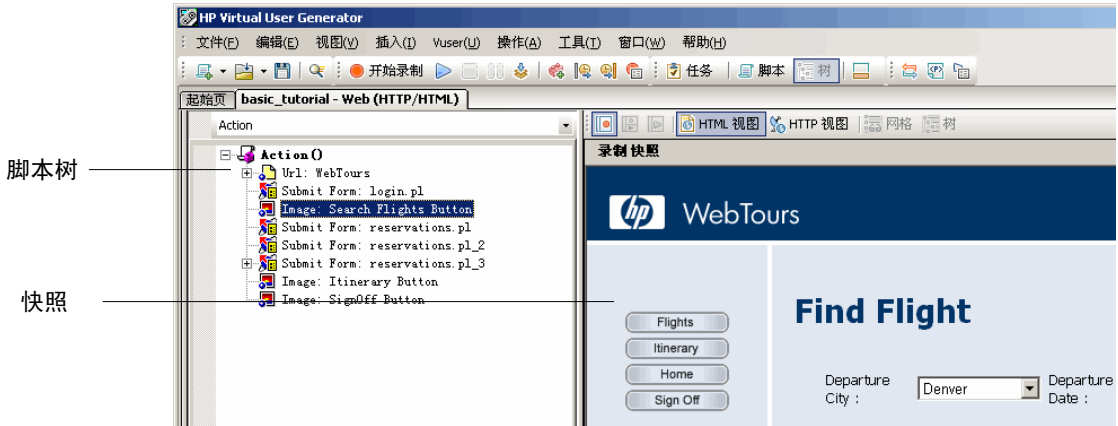 HP Virtual User Generator
文件(F) 编辑(E) 视图(V) 插入(I) Vuser(U) 操作(A) 工具(T) 窗口(W) 帮助(H)
开始录制 任务 脚本 树
起始页 basic_tutorial - Web (HTTP/HTML)
Action
HTML 视图 HTTP 视图 网格 树
录制快照
Action()
Url: WebTours
Submit Form: login.pl
Image: Search Flights Button
Submit Form: reservations.pl
Submit Form: reservations.pl_2
Submit Form: reservations.pl_3
Image: Itinerary Button
Image: SignOff Button
脚本树
快照
hp WebTours
Flights
Itinerary
Home
Sign Off
Find Flight
Departure City : Denver
Departure Date :